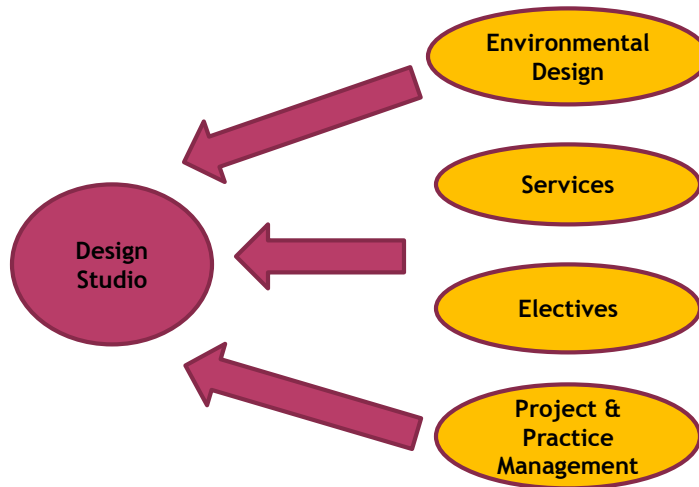 Environmental
Design
Services
Design
Studio
Electives
Project &
Practice
Management